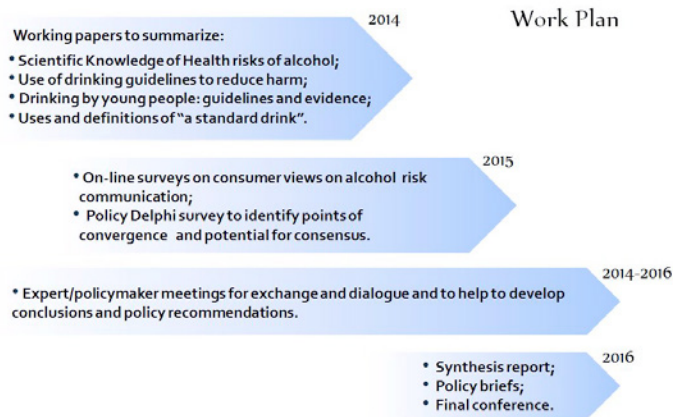 Work Plan
2014
Working papers to summarize:
• Scientific Knowledge of Health risks of alcohol;
• Use of drinking guidelines to reduce harm;
• Drinking by young people: guidelines and evidence;
• Uses and definitions of “a standard drink”.
2015
• On-line surveys on consumer views on alcohol risk
communication;
• Policy Delphi survey to identify points of
convergence and potential for consensus.
2014-2016
• Expert/policymaker meetings for exchange and dialogue and to help to develop
conclusions and policy recommendations.
2016
• Synthesis report;
• Policy briefs;
• Final conference.